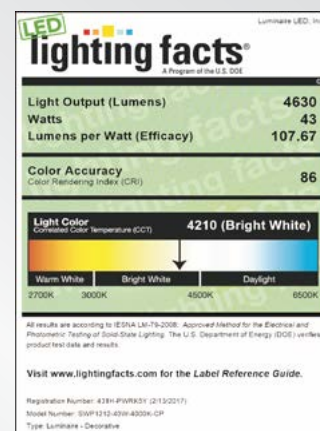 Luminaire LED, In
LED
lighting facts®
A Program of the U.S. DOE
Light Output (Lumens) 4630
Watts 43
Lumens per Watt (Efficacy) 107.67
Color Accuracy 86
Color Rendering Index (CRI)
Light Color 4210 (Bright White)
Correlated Color Temperature (CCT)
Warm White Bright White Daylight
2700K 3000K 4500K 6500K
All results are according to IESNA LM-79-2008: Approved Method for the Electrical and
Photometric Testing of Solid-State Lighting. The U.S. Department of Energy (DOE) verifies
product test data and results.
Visit www.lightingfacts.com for the Label Reference Guide.
Registration Number: 438H-PWRK5Y (2/13/2017)
Model Number: SWP1212-40W-4000K-CP
Type: Luminaire - Decorative